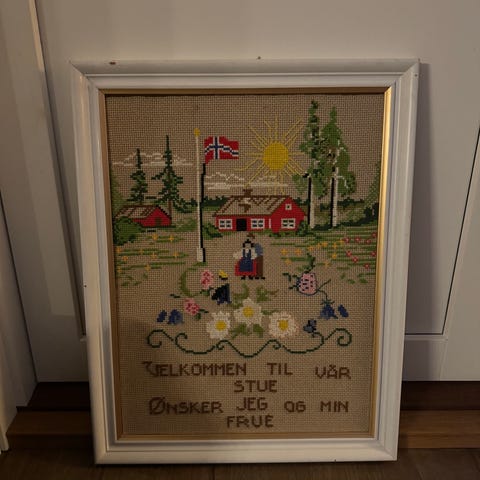 VELKOMMEN TIL VÅR
STUE
ØNSKER JEG OG MIN
FRUE